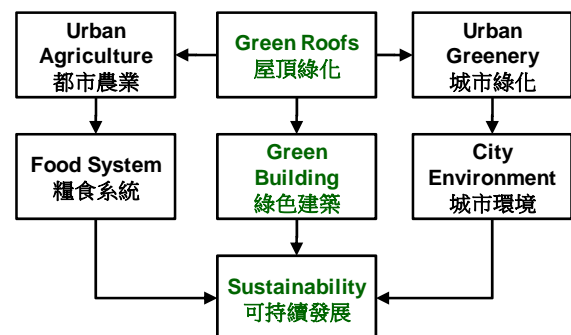 Urban
Agriculture
都市農業
Green Roofs
屋頂綠化
Urban
Greenery
城市綠化
Food System
糧食系統
Green
Building
綠色建築
City
Environment
城市環境
Sustainability
可持續發展